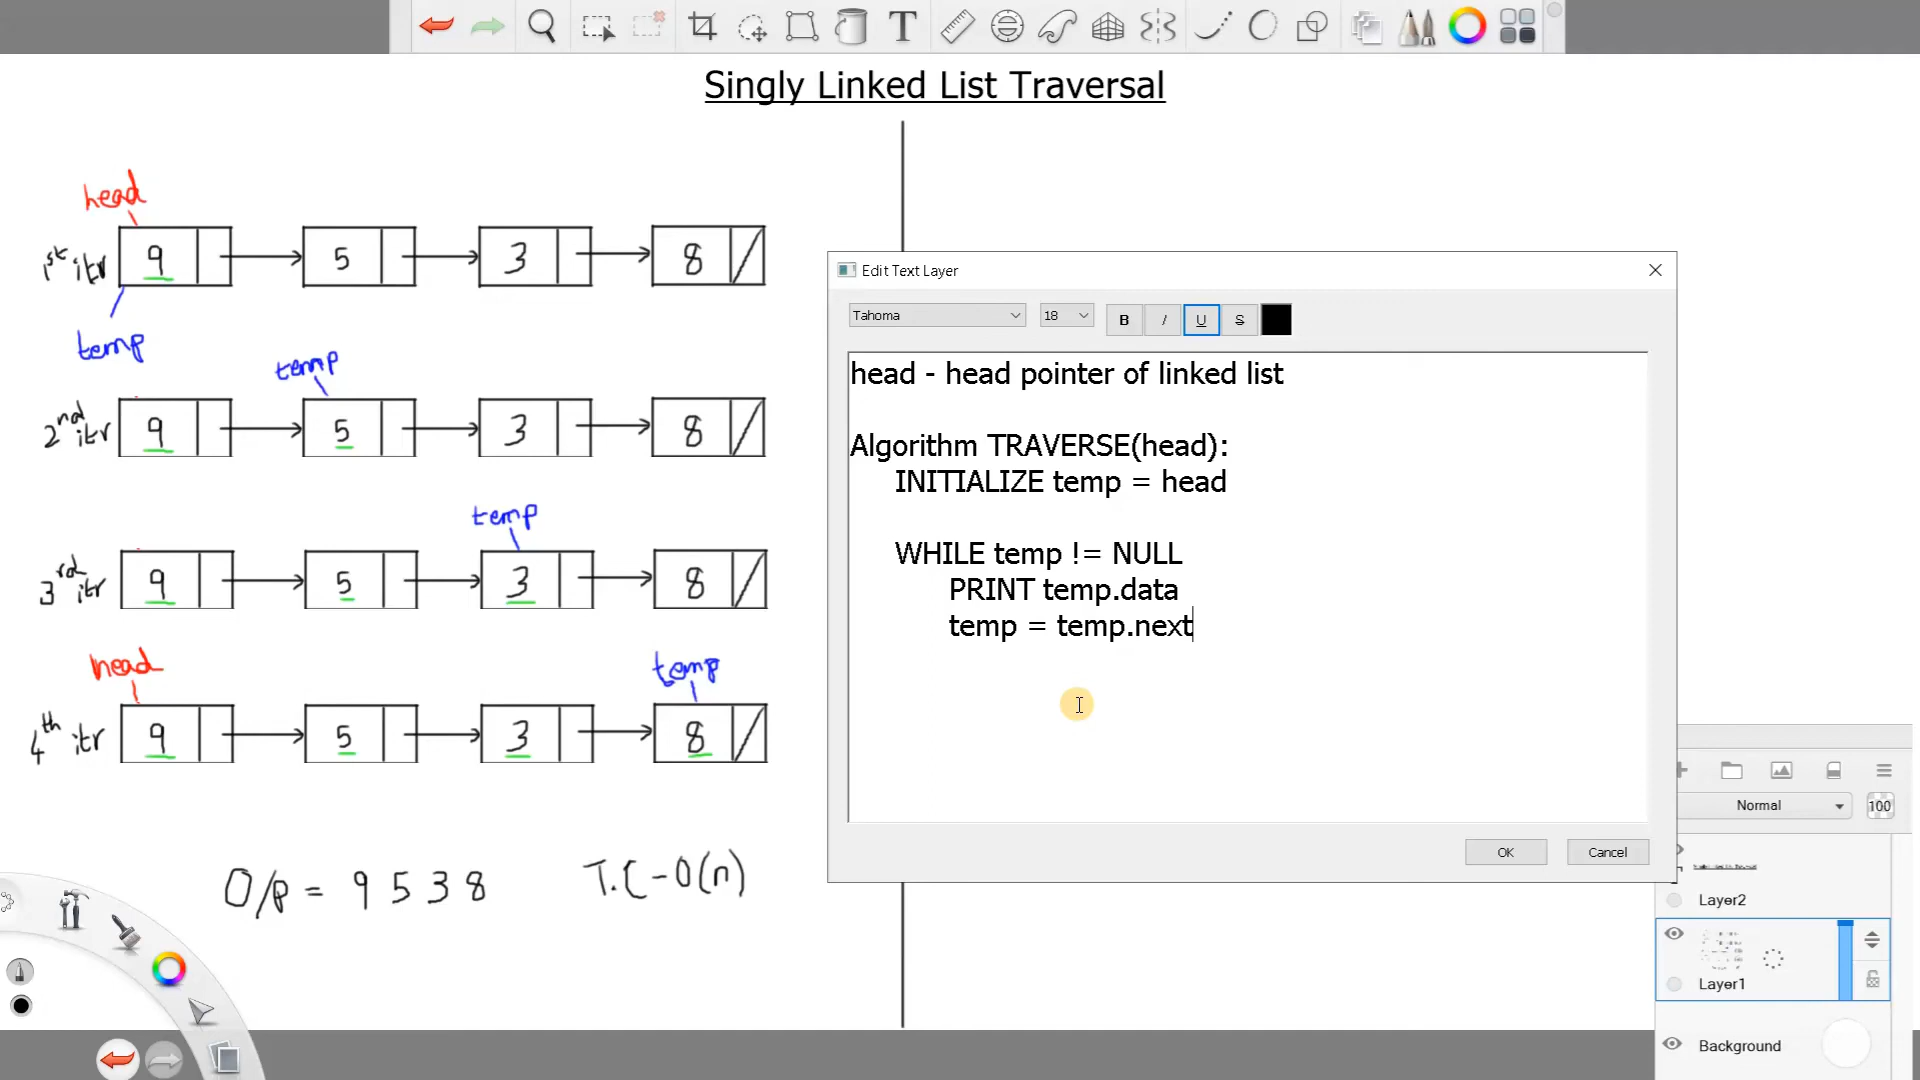 Singly Linked List Traversal
head
1st itr 9 5 3 8
temp
temp
2nd itr 9 5 3 8
temp
3rd itr 9 5 3 8
head temp
4th itr 9 5 3 8
O/P = 9 5 3 8 T.C - O(n)
Edit Text Layer
Tahoma 18 B I U S
head - head pointer of linked list
Algorithm TRAVERSE(head):
INITIALIZE temp = head
WHILE temp != NULL
PRINT temp.data
temp = temp.next
OK Cancel
Normal 100
Layer2
Layer1
Background